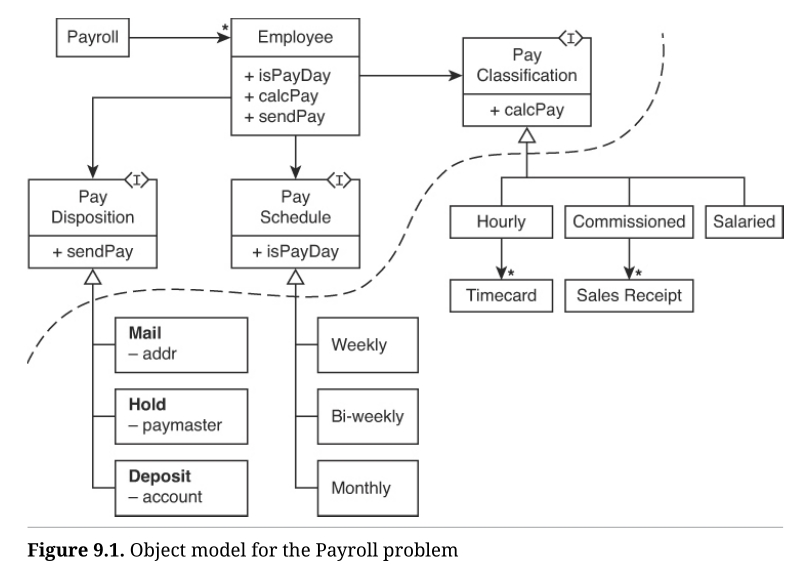 Payroll
*
Employee
+ isPayDay
+ calcPay
+ sendPay
<I>
Pay
Classification
+ calcPay
<I>
Pay
Disposition
+ sendPay
<I>
Pay
Schedule
+ isPayDay
Hourly
Commissioned
Salaried
*
*
Timecard
Sales Receipt
Mail
– addr
Hold
– paymaster
Deposit
– account
Weekly
Bi-weekly
Monthly
Figure 9.1. Object model for the Payroll problem